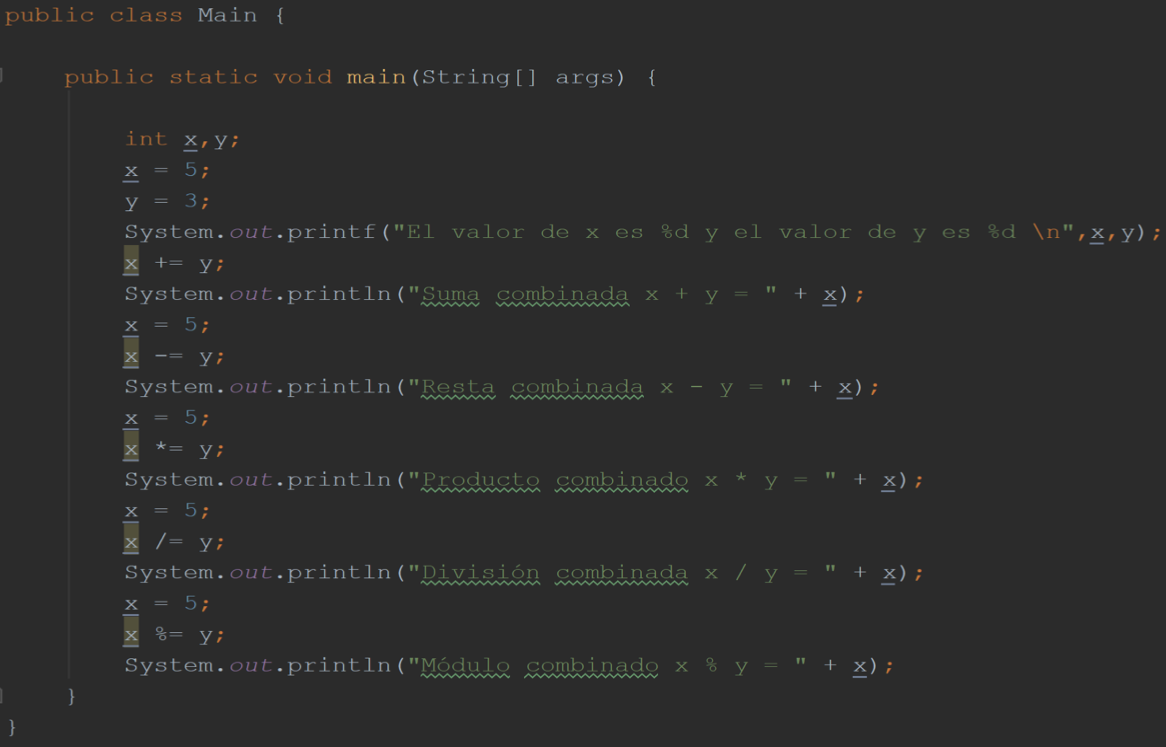 public class Main {
public static void main(String[] args) {
int x,y;
x = 5;
y = 3;
System.out.printf("El valor de x es %d y el valor de y es %d \n",x,y);
x += y;
System.out.println("Suma combinada x + y = " + x);
x = 5;
x -= y;
System.out.println("Resta combinada x - y = " + x);
x = 5;
x *= y;
System.out.println("Producto combinado x * y = " + x);
x = 5;
x /= y;
System.out.println("División combinada x / y = " + x);
x = 5;
x %= y;
System.out.println("Módulo combinado x % y = " + x);
}
}